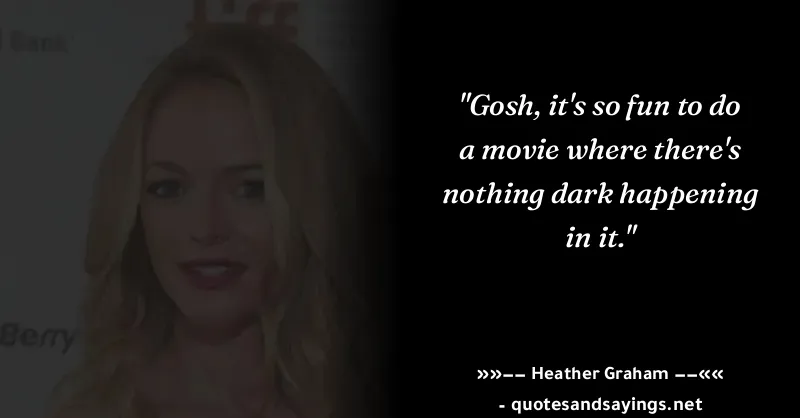 Bank
Berry
"Gosh, it's so fun to do
a movie where there's
nothing dark happening
in it."
»»–– Heather Graham ––««
- quotesandsayings.net